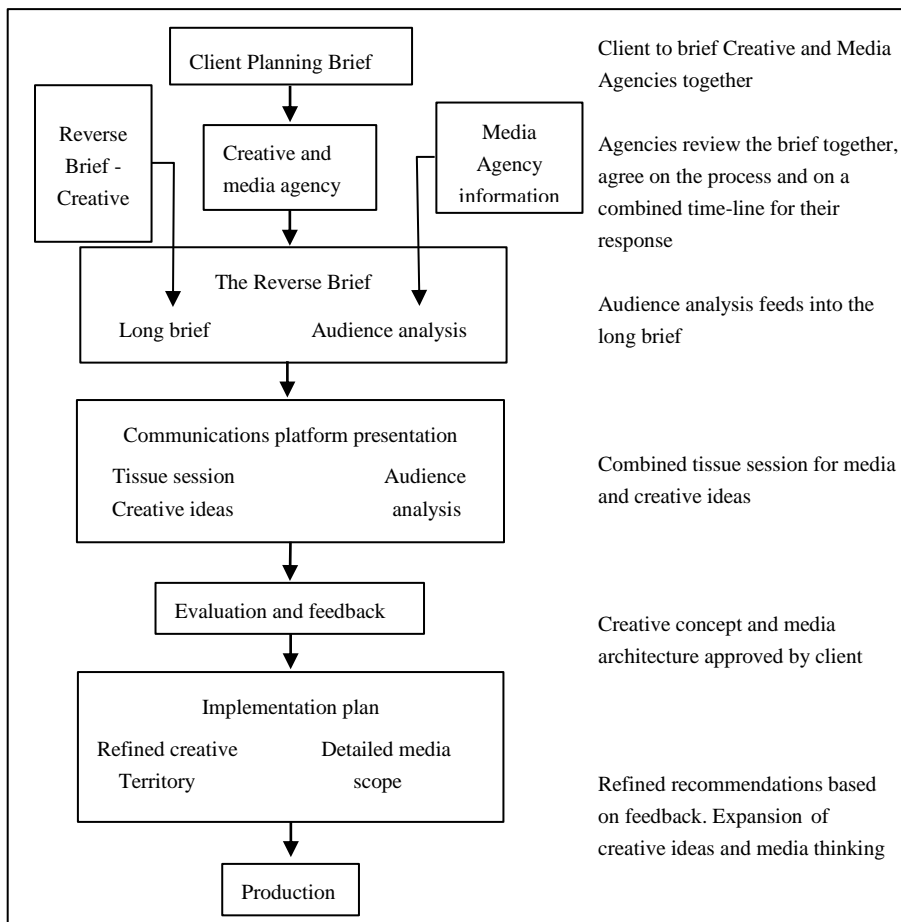 Client Planning Brief
Client to brief Creative and Media
Agencies together
Reverse
Brief -
Creative
Creative and
media agency
Media
Agency
information
Agencies review the brief together,
agree on the process and on a
combined time-line for their
response
The Reverse Brief
Long brief
Audience analysis
Audience analysis feeds into the
long brief
Communications platform presentation
Tissue session
Creative ideas
Audience
analysis
Combined tissue session for media
and creative ideas
Evaluation and feedback
Creative concept and media
architecture approved by client
Implementation plan
Refined creative
Territory
Detailed media
scope
Refined recommendations based
on feedback. Expansion of
creative ideas and media thinking
Production